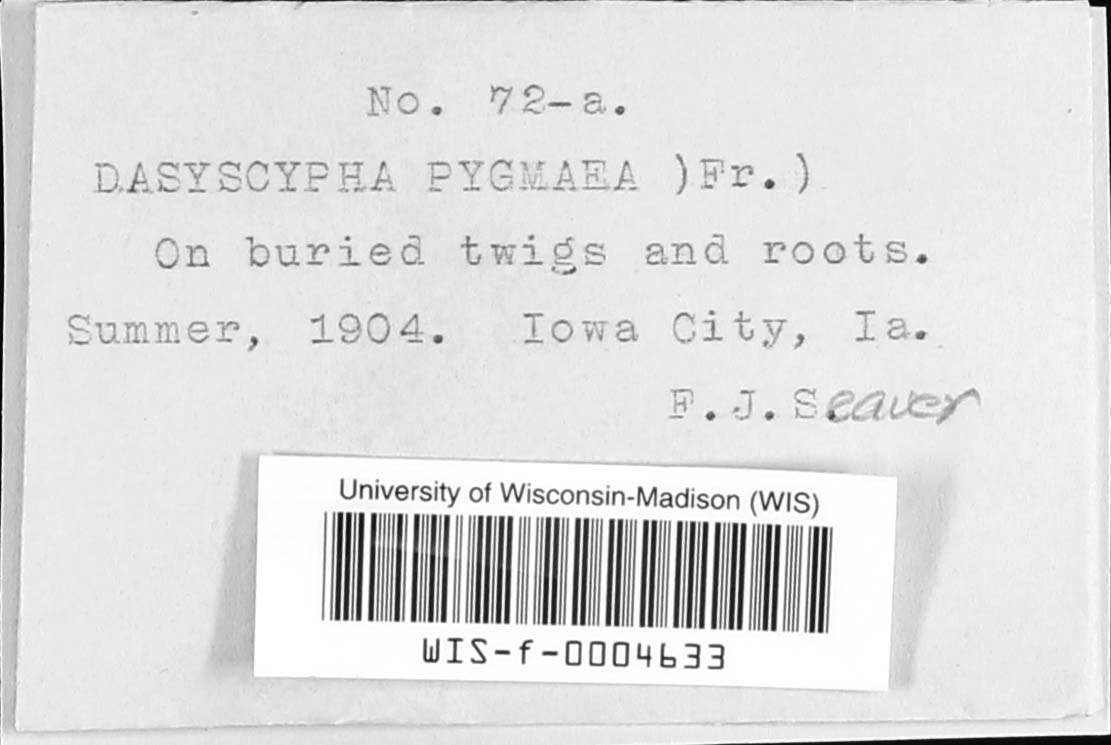 No. 72-a.
DASYSCYPHA PYGMAEA )Fr.)
On buried twigs and roots.
Summer, 1904. Iowa City, Ia.
F.J.Seaver
University of Wisconsin-Madison (WIS)
WIS-f-0004633